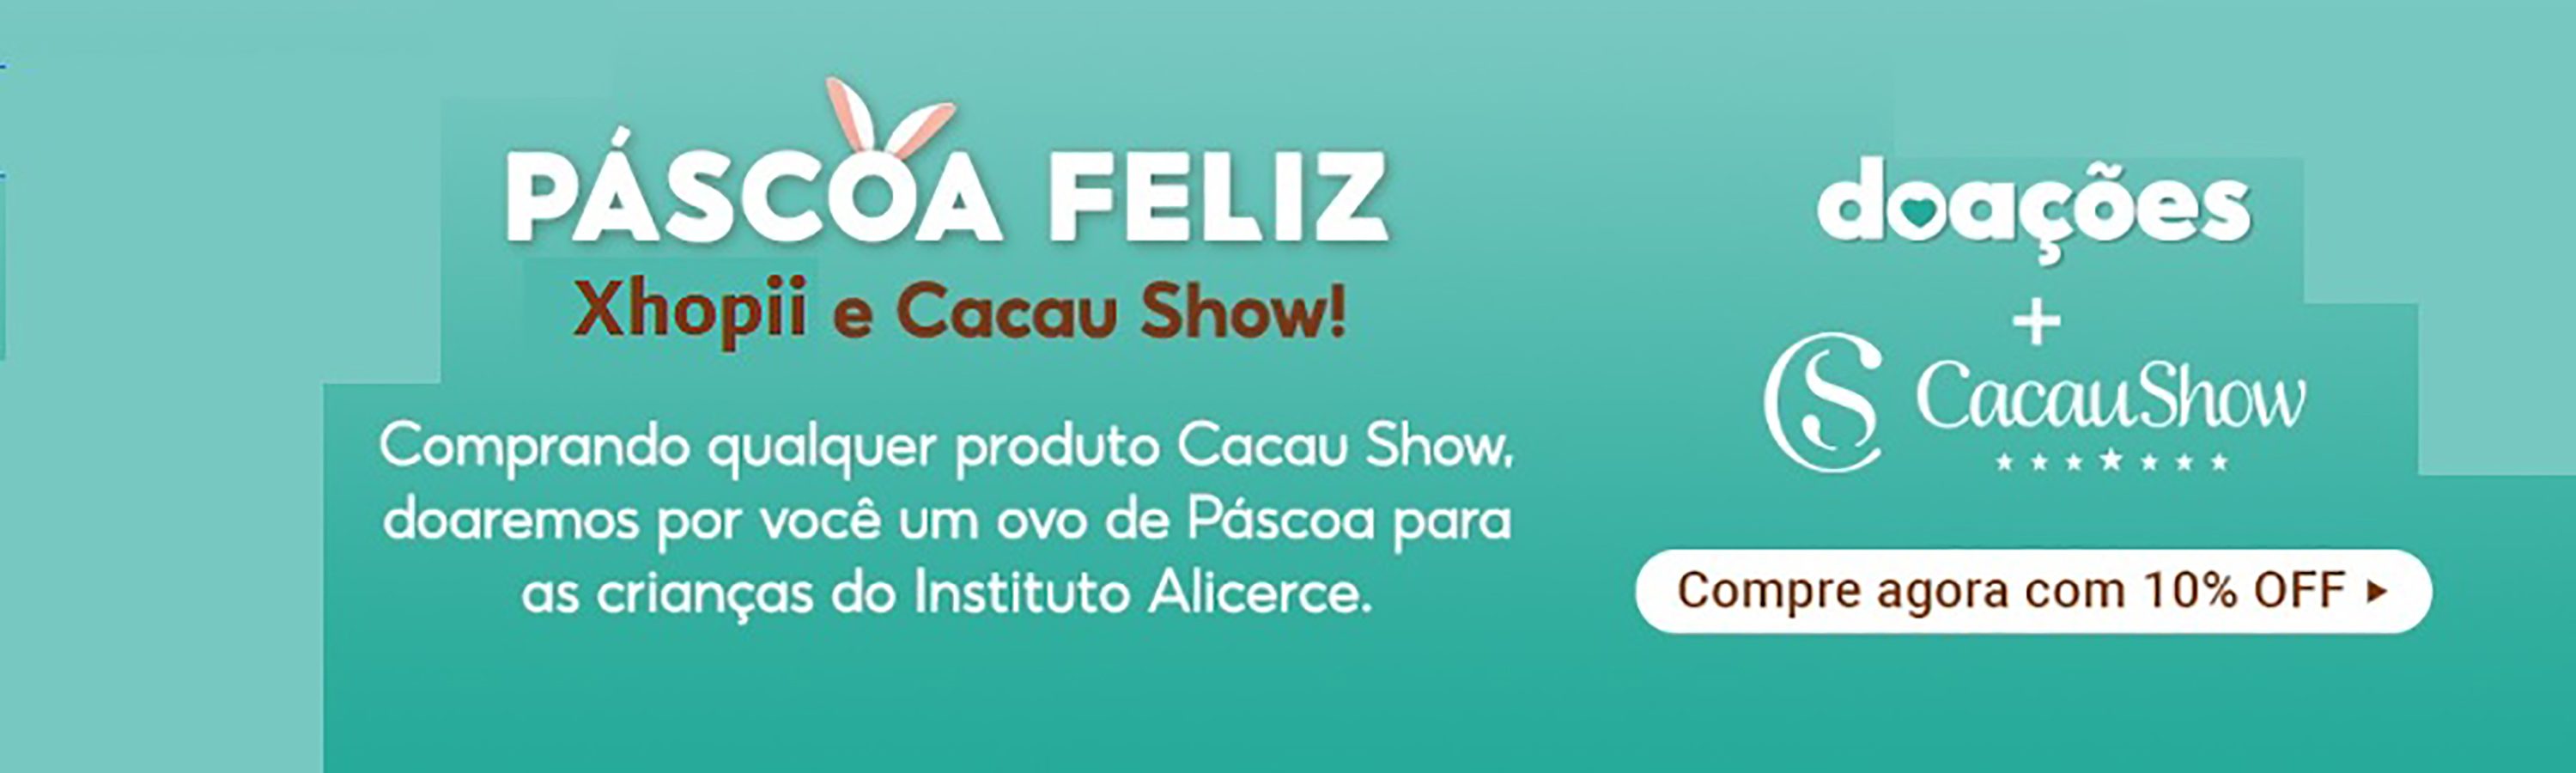 PÁSCOA FELIZ
Xhopii e Cacau Show!
Comprando qualquer produto Cacau Show,
doaremos por você um ovo de Páscoa para
as crianças do Instituto Alicerce.
doações
+
CS CacauShow
Compre agora com 10% OFF ▸